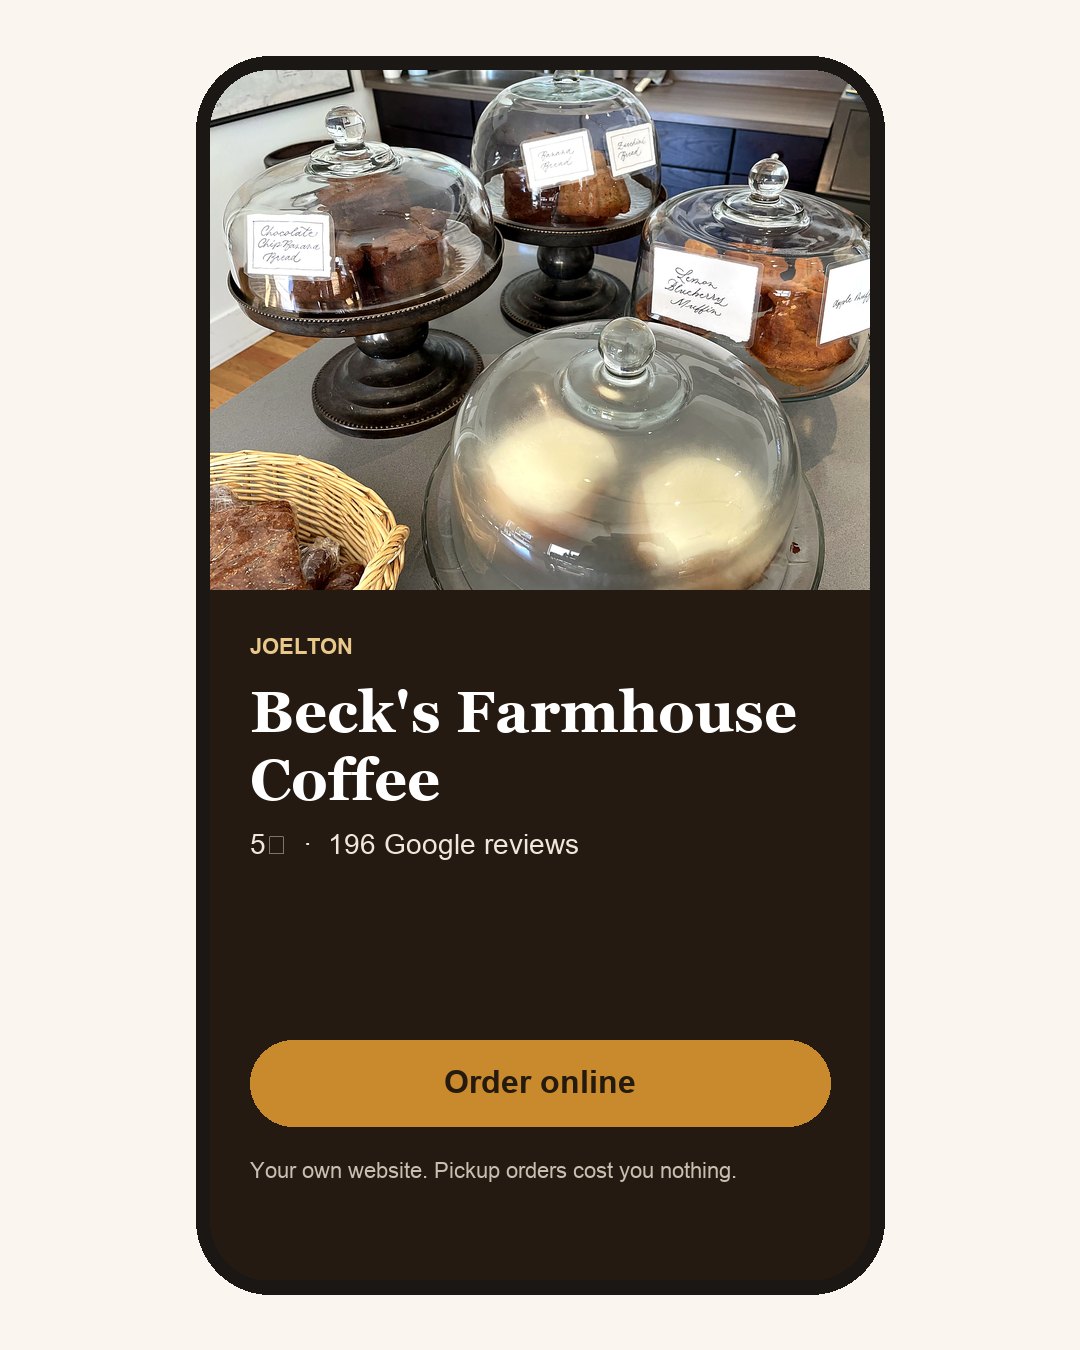 Chocolate
Chip Banana
Bread
Banana
Bread
Zucchini
Bread
Lemon
Blueberry
Muffin
Apple
JOELTON
Beck's Farmhouse
Coffee
5 · 196 Google reviews
Order online
Your own website. Pickup orders cost you nothing.